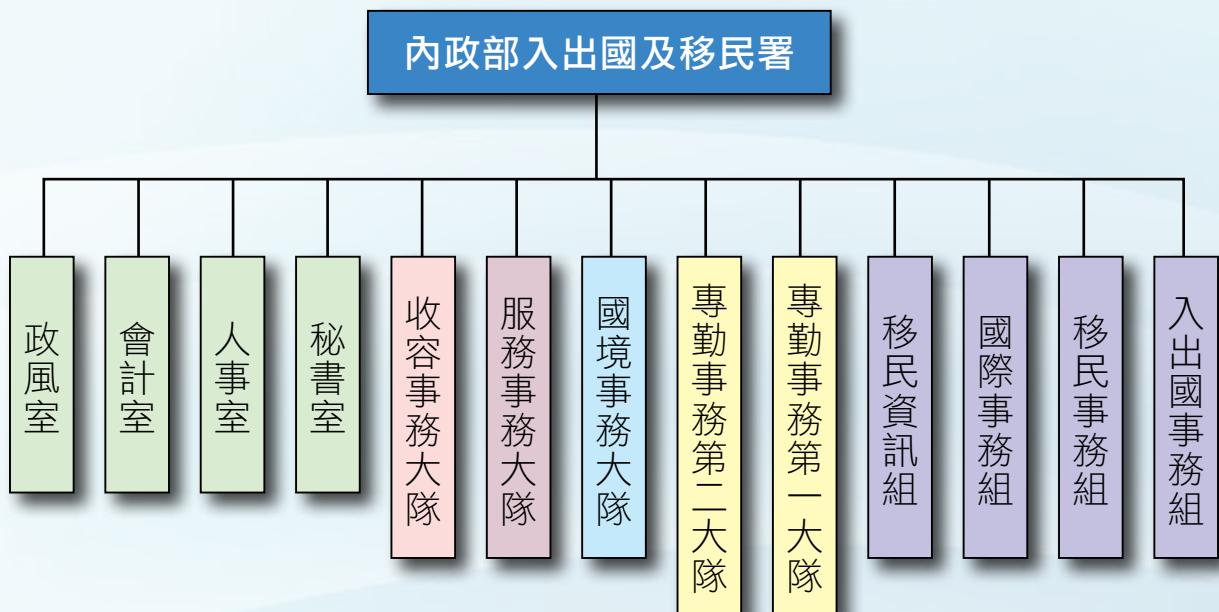 內政部入出國及移民署
政風室
會計室
人事室
秘書室
收容事務大隊
服務事務大隊
國境事務大隊
專勤事務第二大隊
專勤事務第一大隊
移民資訊組
國際事務組
移民事務組
入出國事務組